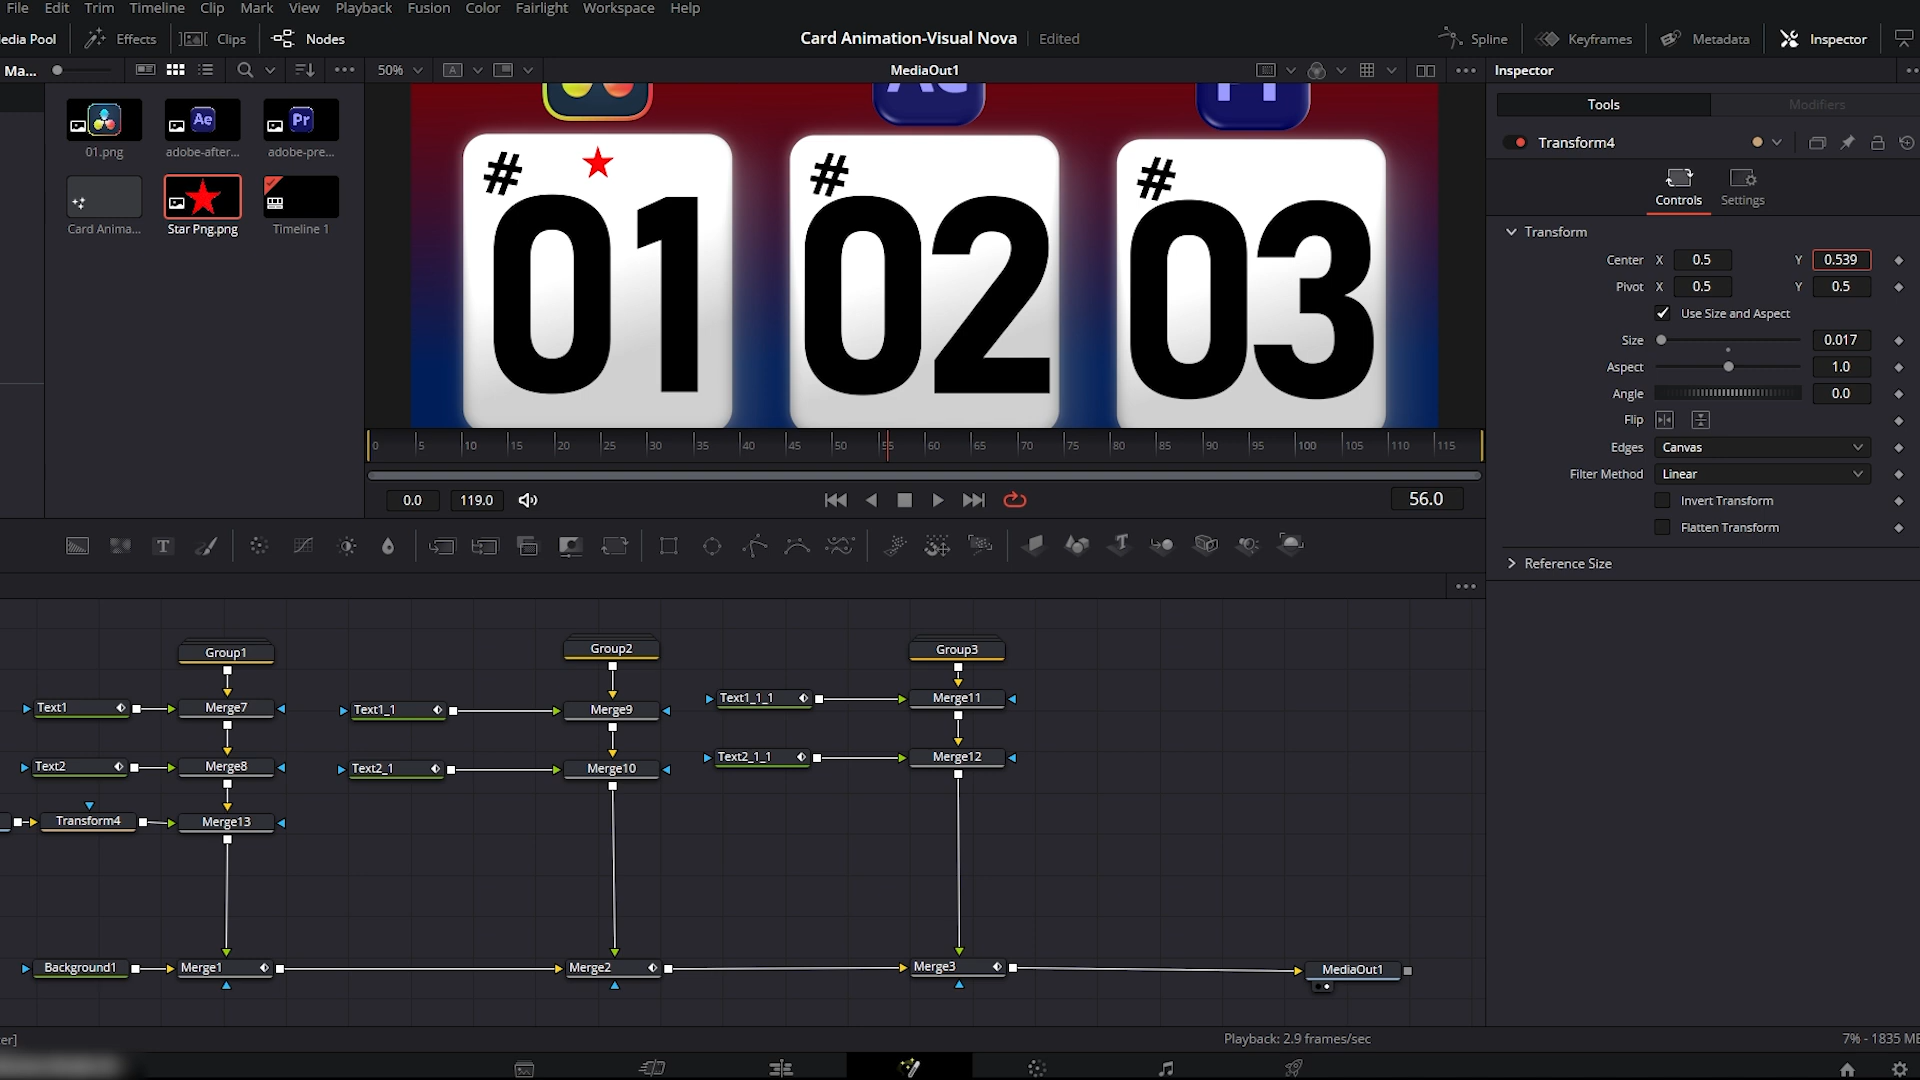 File Edit Trim Timeline Clip Mark View Playback Fusion Color Fairlight Workspace Help
edia Pool Effects Clips Nodes Card Animation-Visual Nova Edited Spline Keyframes Metadata Inspector
Ma... 50% A MediaOut1 Inspector
Tools Modifiers
01.png adobe-after... adobe-pre...
Ae Pr
Card Anima... Star Png.png Timeline 1
# 01 # 02 # 03
Transform4
Controls Settings
Transform
Center X 0.5 Y 0.539
Pivot X 0.5 Y 0.5
Use Size and Aspect
Size 0.017
Aspect 1.0
Angle 0.0
Flip
Edges Canvas
Filter Method Linear
Invert Transform
Flatten Transform
Reference Size
0 5 10 15 20 25 30 35 40 45 50 55 60 65 70 75 80 85 90 95 100 105 110 115
0.0 119.0 56.0
Group1 Group2 Group3
Text1 Merge7 Text1_1 Merge9 Text1_1_1 Merge11
Text2 Merge8 Text2_1 Merge10 Text2_1_1 Merge12
Transform4 Merge13
Background1 Merge1 Merge2 Merge3 MediaOut1
er] Playback: 2.9 frames/sec 7% - 1835 ME